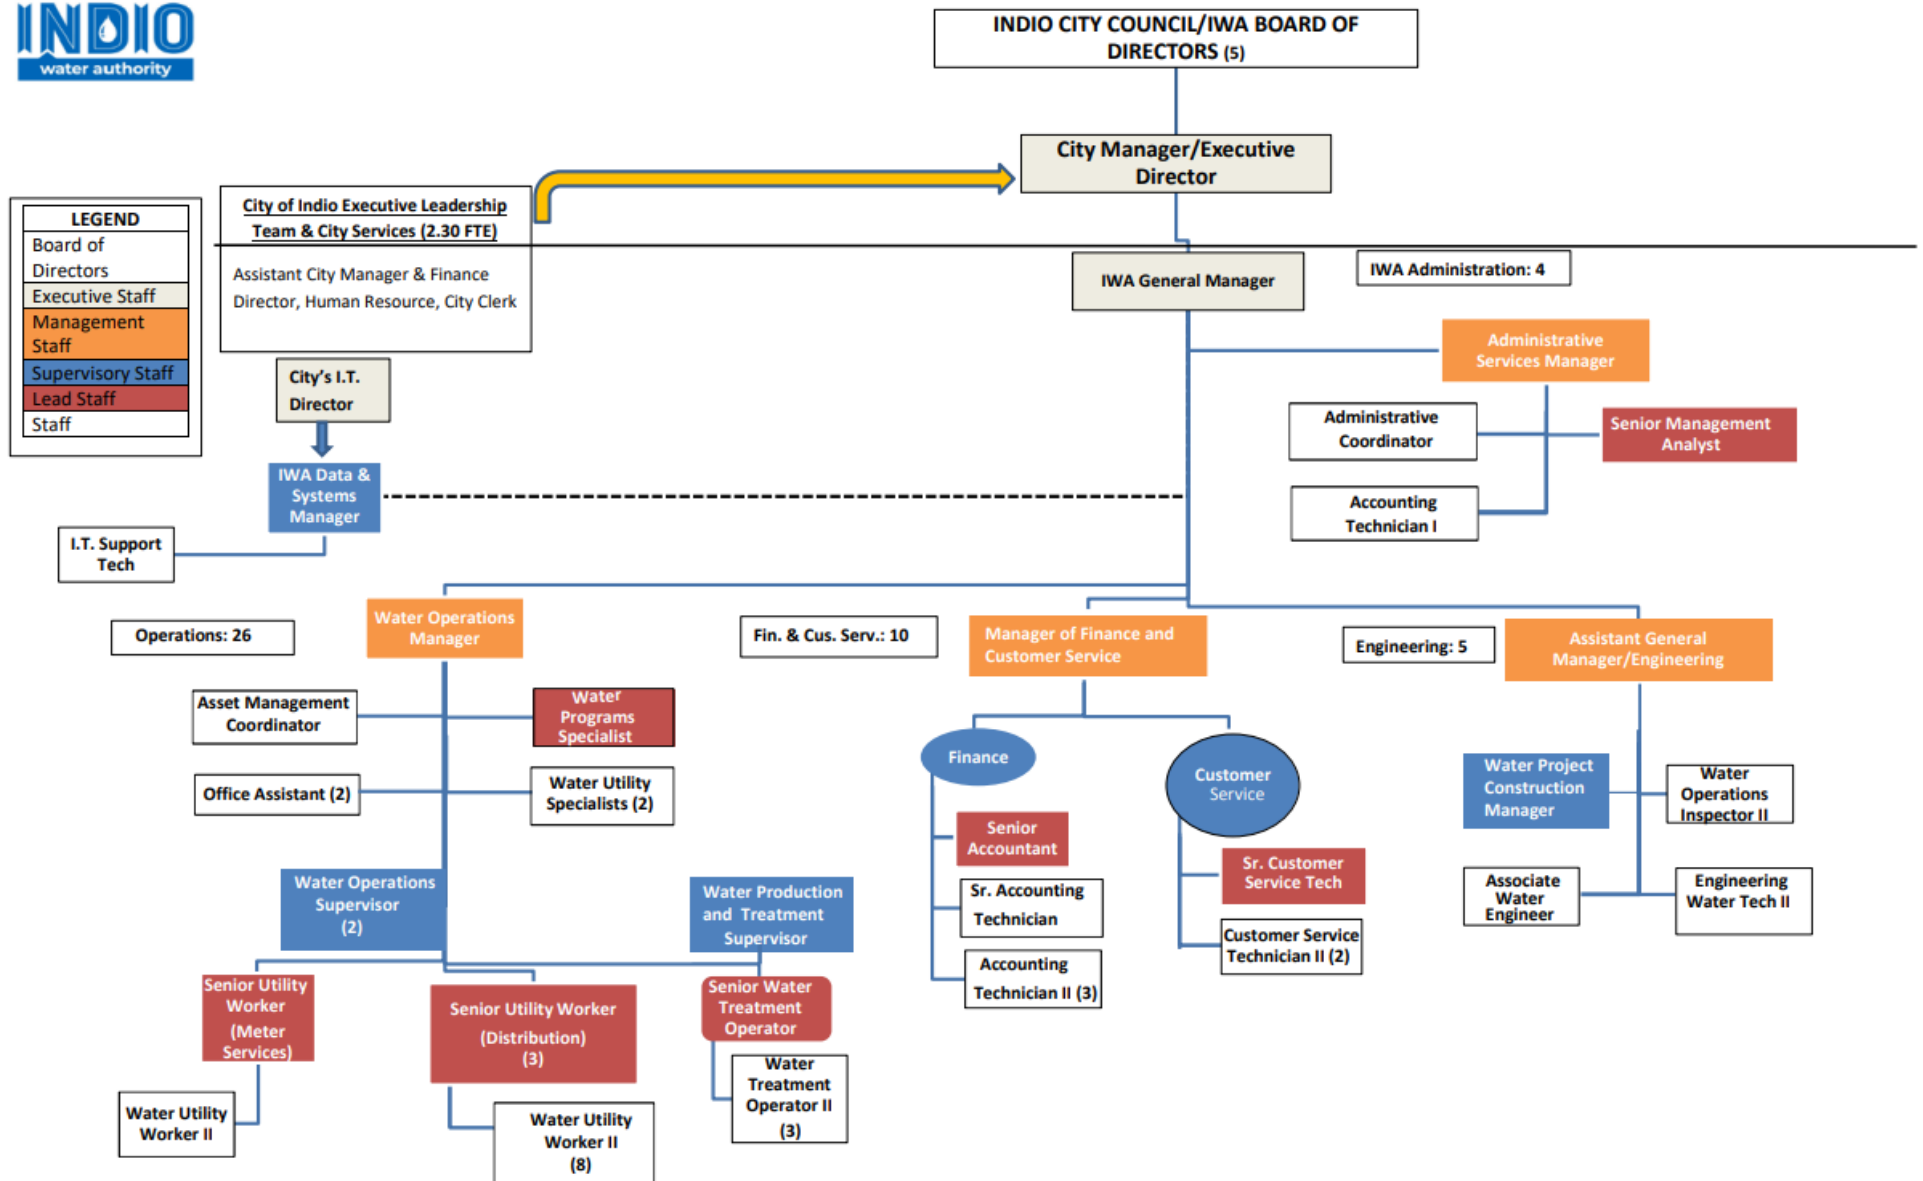 INDIO
water authority
INDIO CITY COUNCIL/IWA BOARD OF
DIRECTORS (5)
City Manager/Executive
Director
City of Indio Executive Leadership
Team & City Services (2.30 FTE)
Assistant City Manager & Finance
Director, Human Resource, City Clerk
LEGEND
Board of
Directors
Executive Staff
Management
Staff
Supervisory Staff
Lead Staff
Staff
IWA General Manager
IWA Administration: 4
Administrative
Services Manager
City's I.T.
Director
Administrative
Coordinator
Senior Management
Analyst
IWA Data &
Systems
Manager
Accounting
Technician I
I.T. Support
Tech
Operations: 26
Water Operations
Manager
Fin. & Cus. Serv.: 10
Manager of Finance and
Customer Service
Engineering: 5
Assistant General
Manager/Engineering
Asset Management
Coordinator
Water
Programs
Specialist
Office Assistant (2)
Water Utility
Specialists (2)
Finance
Customer
Service
Water Project
Construction
Manager
Water
Operations
Inspector II
Senior
Accountant
Sr. Customer
Service Tech
Associate
Water
Engineer
Engineering
Water Tech II
Water Operations
Supervisor
(2)
Water Production
and Treatment
Supervisor
Sr. Accounting
Technician
Customer Service
Technician II (2)
Accounting
Technician II (3)
Senior Utility
Worker
(Meter
Services)
Senior Utility Worker
(Distribution)
(3)
Senior Water
Treatment
Operator
Water
Treatment
Operator II
(3)
Water Utility
Worker II
Water Utility
Worker II
(8)